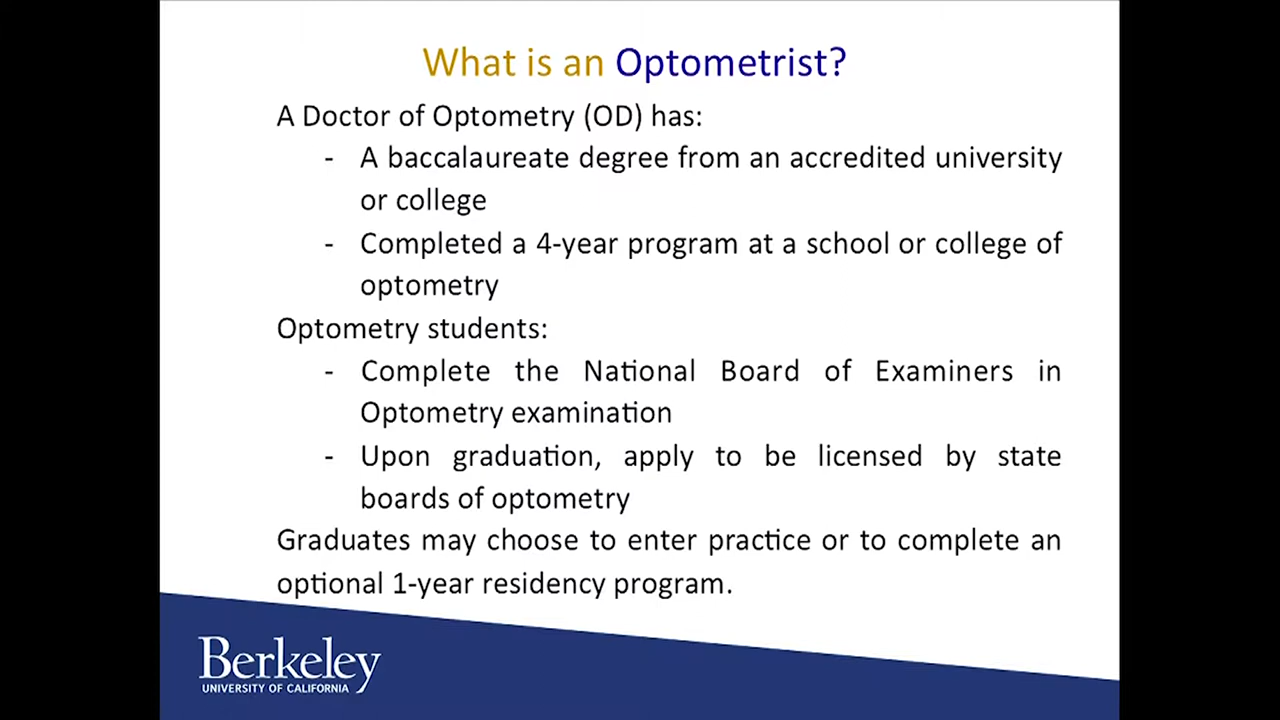 What is an Optometrist?
A Doctor of Optometry (OD) has:
- A baccalaureate degree from an accredited university
or college
- Completed a 4-year program at a school or college of
optometry
Optometry students:
- Complete the National Board of Examiners in
Optometry examination
- Upon graduation, apply to be licensed by state
boards of optometry
Graduates may choose to enter practice or to complete an
optional 1-year residency program.
Berkeley
UNIVERSITY OF CALIFORNIA